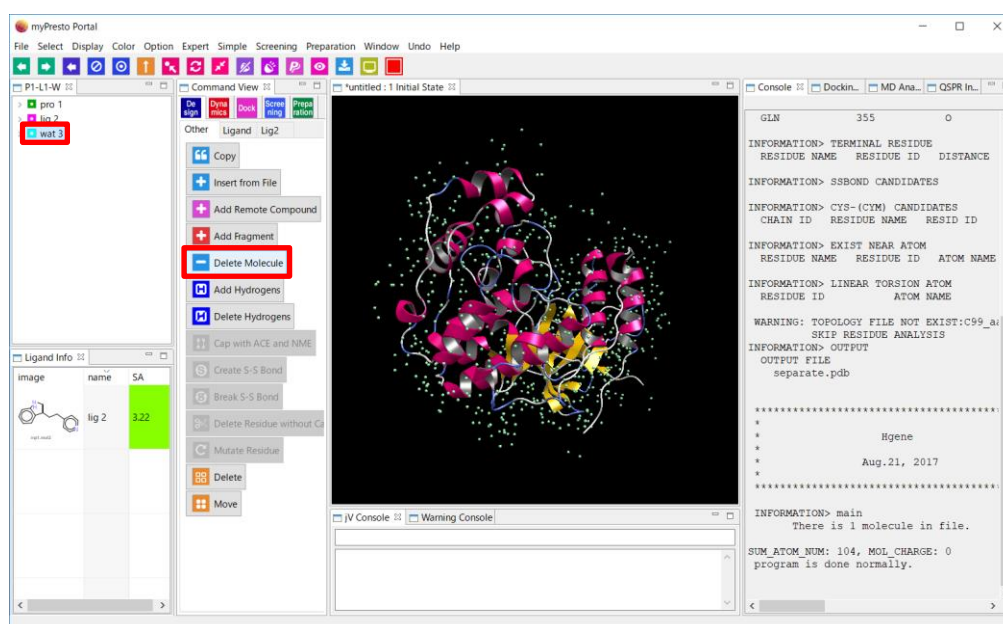 myPresto Portal
File Select Display Color Option Expert Simple Screening Preparation Window Undo Help
P1-L1-W
pro 1
lig 2
wat 3
Ligand Info
image name SA
lig 2 3.22
Command View
De sign
Dyna mics
Dock
Scree ning
Prepa ration
Other Ligand Lig2
Copy
Insert from File
Add Remote Compound
Add Fragment
Delete Molecule
Add Hydrogens
Delete Hydrogens
Cap with ACE and NME
Create S-S Bond
Break S-S Bond
Delete Residue without Ca
Mutate Residue
Delete
Move
*untitled : 1 Initial State
jV Console Warning Console
Console Dockin... MD Ana... QSPR In...
GLN 355 O
INFORMATION> TERMINAL RESIDUE
RESIDUE NAME RESIDUE ID DISTANCE
INFORMATION> SSBOND CANDIDATES
INFORMATION> CYS-(CYM) CANDIDATES
CHAIN ID RESIDUE NAME RESID ID
INFORMATION> EXIST NEAR ATOM
RESIDUE NAME RESIDUE ID ATOM NAME
INFORMATION> LINEAR TORSION ATOM
RESIDUE ID ATOM NAME
WARNING: TOPOLOGY FILE NOT EXIST:C99_a
SKIP RESIDUE ANALYSIS
INFORMATION> OUTPUT
OUTPUT FILE
separate.pdb
****************************************
*
* Hgene
*
* Aug.21, 2017
*
****************************************
INFORMATION> main
There is 1 molecule in file.
SUM_ATOM_NUM: 104, MOL_CHARGE: 0
program is done normally.